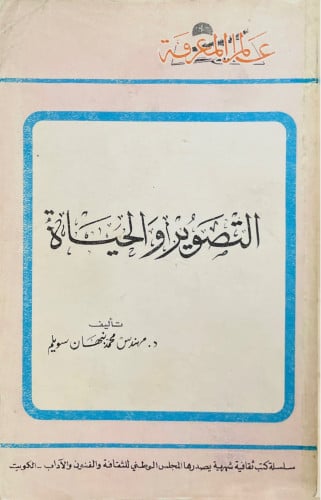 عالم المعرفة
التصوير والحياة
تأليف
د. مهندس محمد نبهان سويلم
سلسلة كتب ثقافية شهرية يصدرها المجلس الوطني للثقافة والفنون والآداب - الكويت